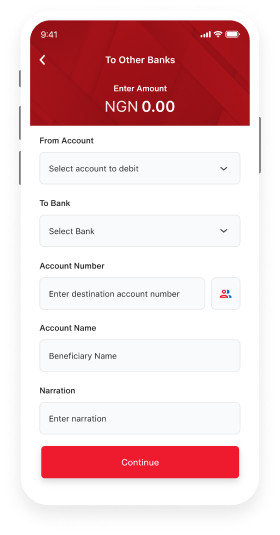 9:41
To Other Banks
Enter Amount
NGN 0.00
From Account
Select account to debit
To Bank
Select Bank
Account Number
Enter destination account number
Account Name
Beneficiary Name
Narration
Enter narration
Continue